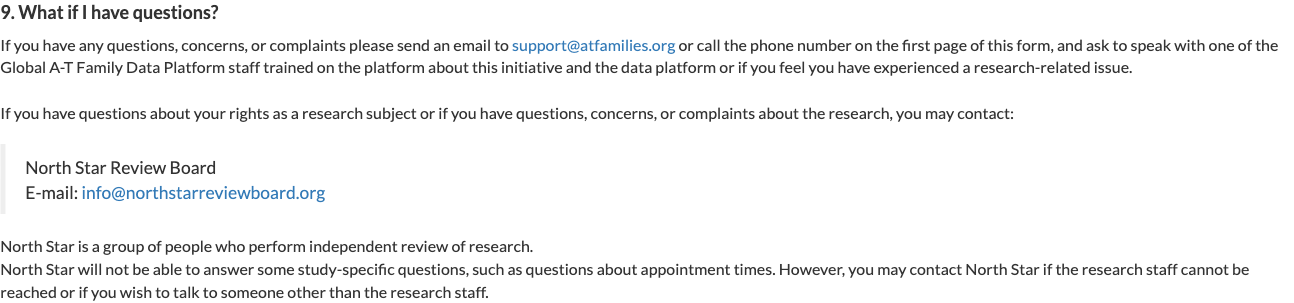 9. What if I have questions?
If you have any questions, concerns, or complaints please send an email to support@atfamilies.org or call the phone number on the first page of this form, and ask to speak with one of the
Global A-T Family Data Platform staff trained on the platform about this initiative and the data platform or if you feel you have experienced a research-related issue.
If you have questions about your rights as a research subject or if you have questions, concerns, or complaints about the research, you may contact:
North Star Review Board
E-mail: info@northstarreviewboard.org
North Star is a group of people who perform independent review of research.
North Star will not be able to answer some study-specific questions, such as questions about appointment times. However, you may contact North Star if the research staff cannot be
reached or if you wish to talk to someone other than the research staff.